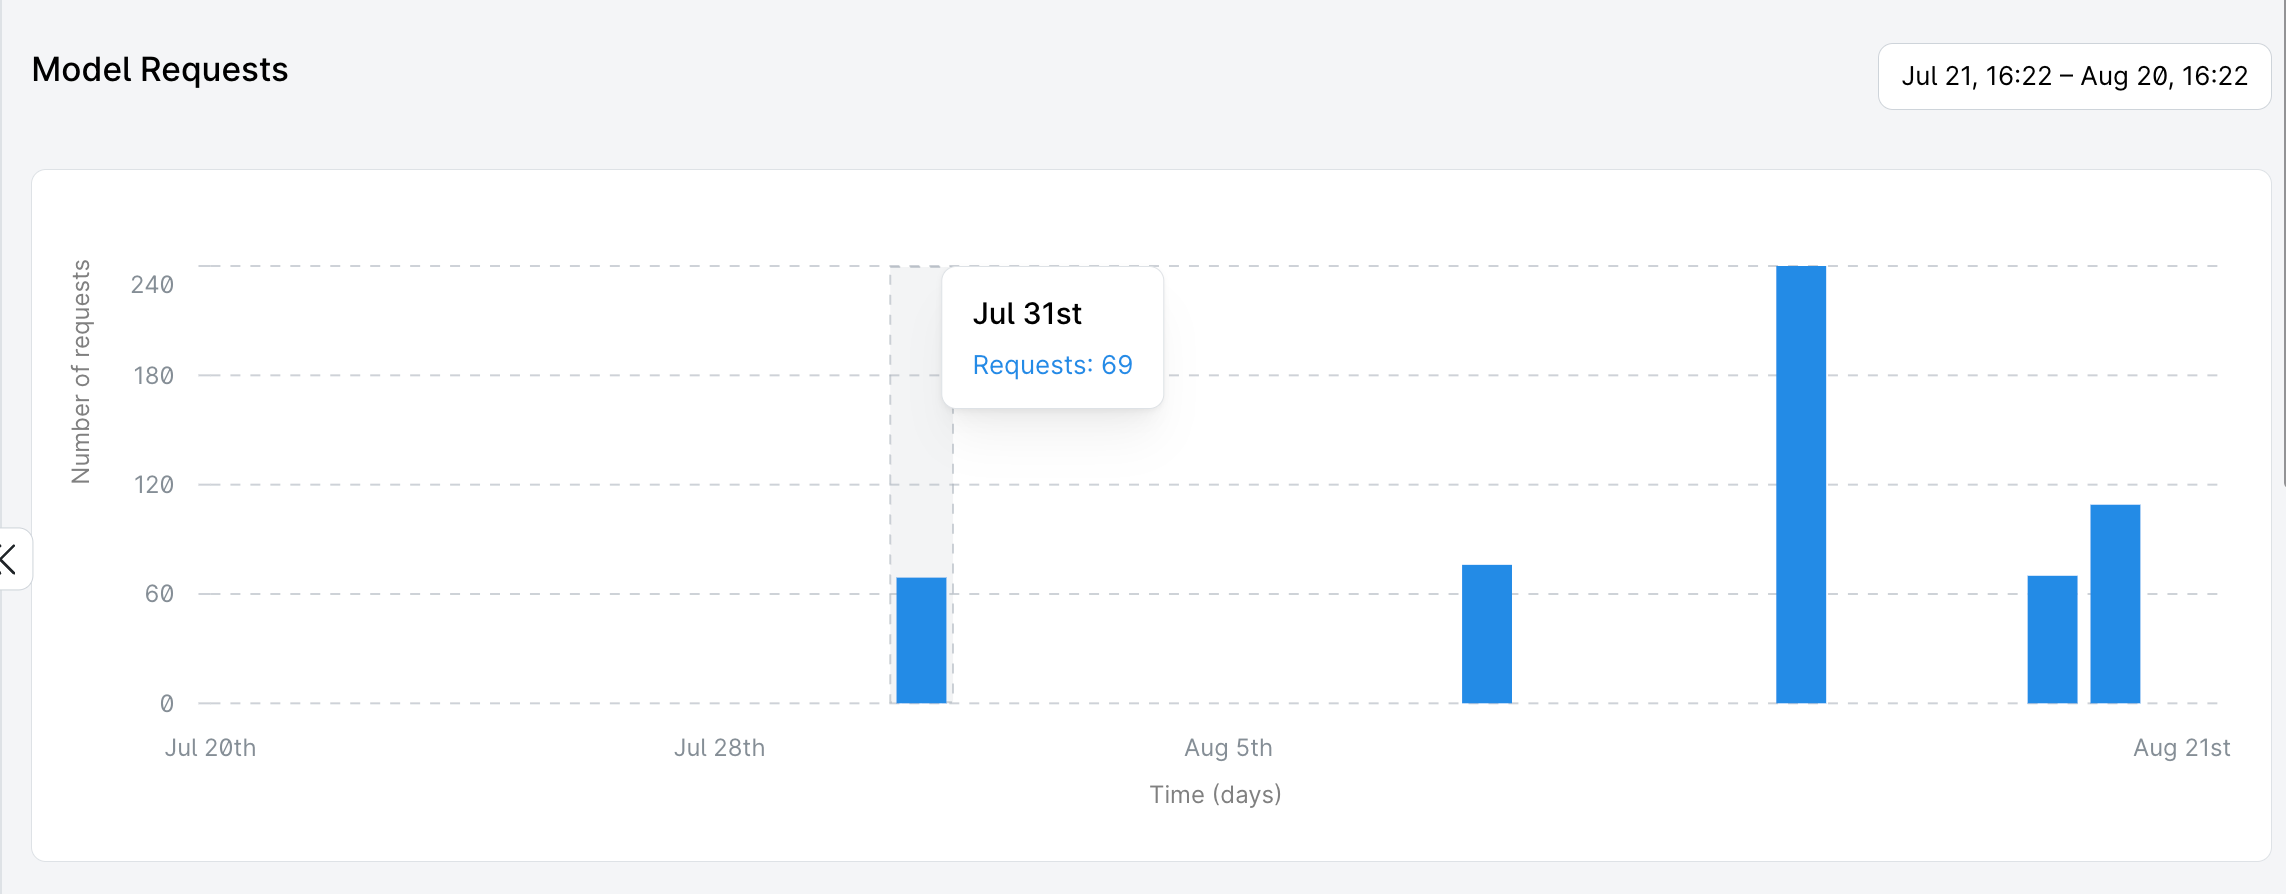 Model Requests
Jul 21, 16:22 – Aug 20, 16:22
Number of requests
240
180
120
60
0
Jul 31st
Requests: 69
Jul 20th
Jul 28th
Aug 5th
Aug 21st
Time (days)